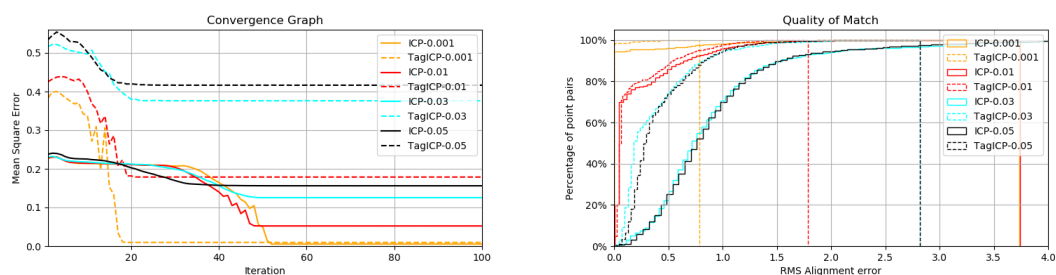 Convergence Graph
Mean Square Error
0.5
0.4
0.3
0.2
0.1
0.0
20
40
60
80
100
Iteration
ICP-0.001
TagICP-0.001
ICP-0.01
TagICP-0.01
ICP-0.03
TagICP-0.03
ICP-0.05
TagICP-0.05
Quality of Match
Percentage of point pairs
100%
80%
60%
40%
20%
0%
0.0
0.5
1.0
1.5
2.0
2.5
3.0
3.5
4.0
RMS Alignment error
ICP-0.001
TagICP-0.001
ICP-0.01
TagICP-0.01
ICP-0.03
TagICP-0.03
ICP-0.05
TagICP-0.05